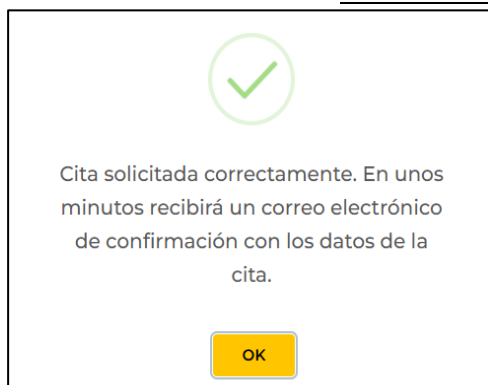 Cita solicitada correctamente. En unos
minutos recibirá un correo electrónico
de confirmación con los datos de la
cita.
OK